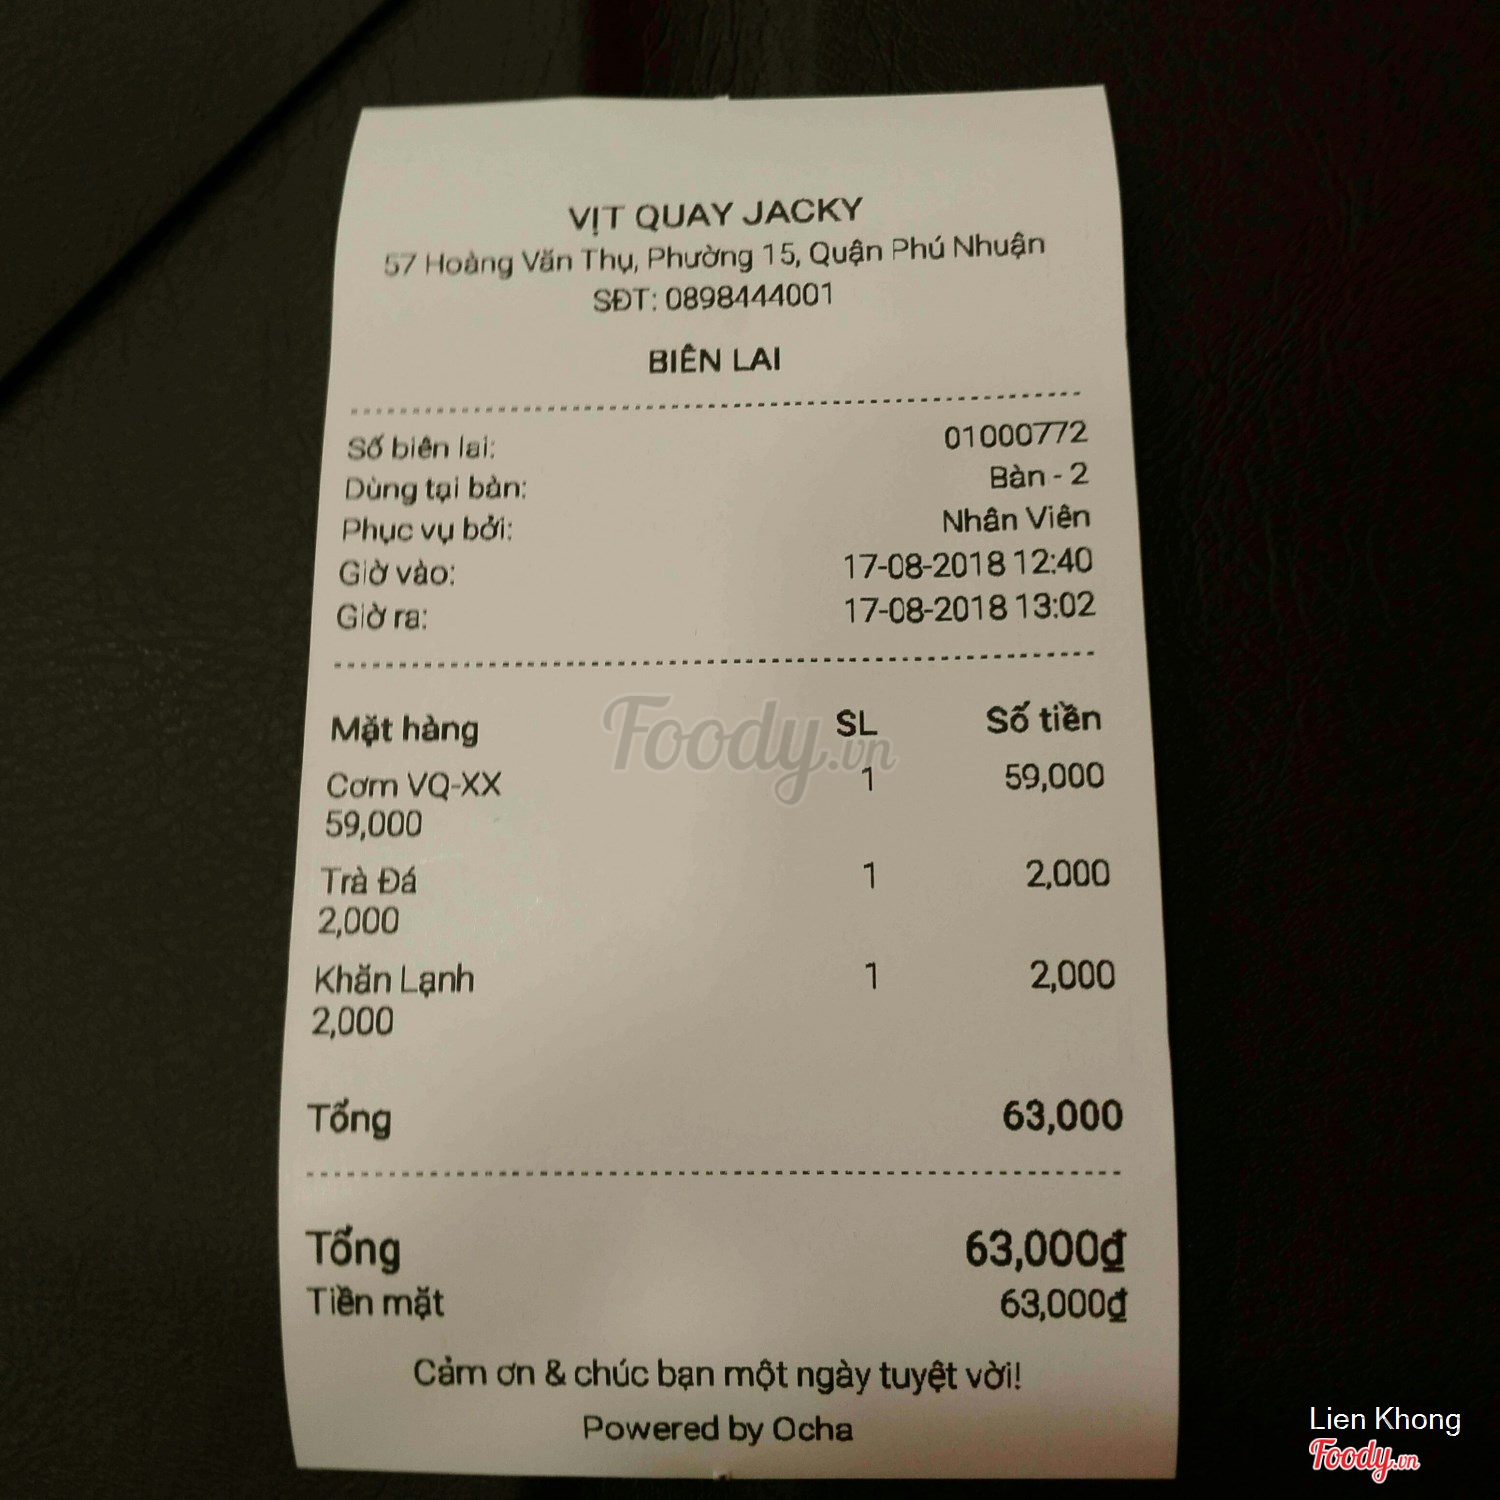 VỊT QUAY JACKY
57 Hoàng Văn Thụ, Phường 15, Quận Phú Nhuận
SĐT: 0898444001
BIÊN LAI
Số biên lai: 01000772
Dùng tại bàn: Bàn - 2
Phục vụ bởi: Nhân Viên
Giờ vào: 17-08-2018 12:40
Giờ ra: 17-08-2018 13:02
Mặt hàng SL Số tiền
Cơm VQ-XX 1 59,000
59,000
Trà Đá 1 2,000
2,000
Khăn Lạnh 1 2,000
2,000
Tổng 63,000
Tổng 63,000₫
Tiền mặt 63,000₫
Cảm ơn & chúc bạn một ngày tuyệt vời!
Powered by Ocha
Foody.vn
Lien Khong
Foody.vn